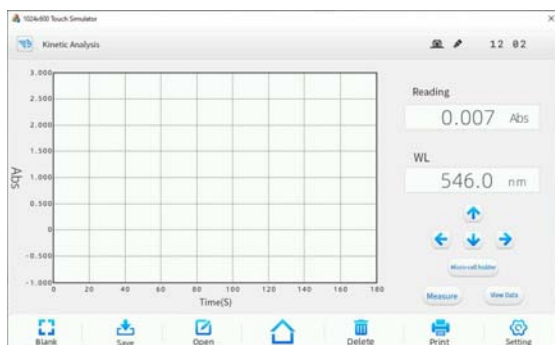 1024x600 Touch Simulator
Kinetic Analysis
12 02
3.000
2.500
2.000
1.500
1.000
0.500
0
-0.500
-1.000
Abs
0 20 40 60 80 100 120 140 160 180
Time(S)
Reading
0.007 Abs
WL
546.0 nm
Micro-cell holder
Measure View Data
Blank Save Open Delete Print Setting